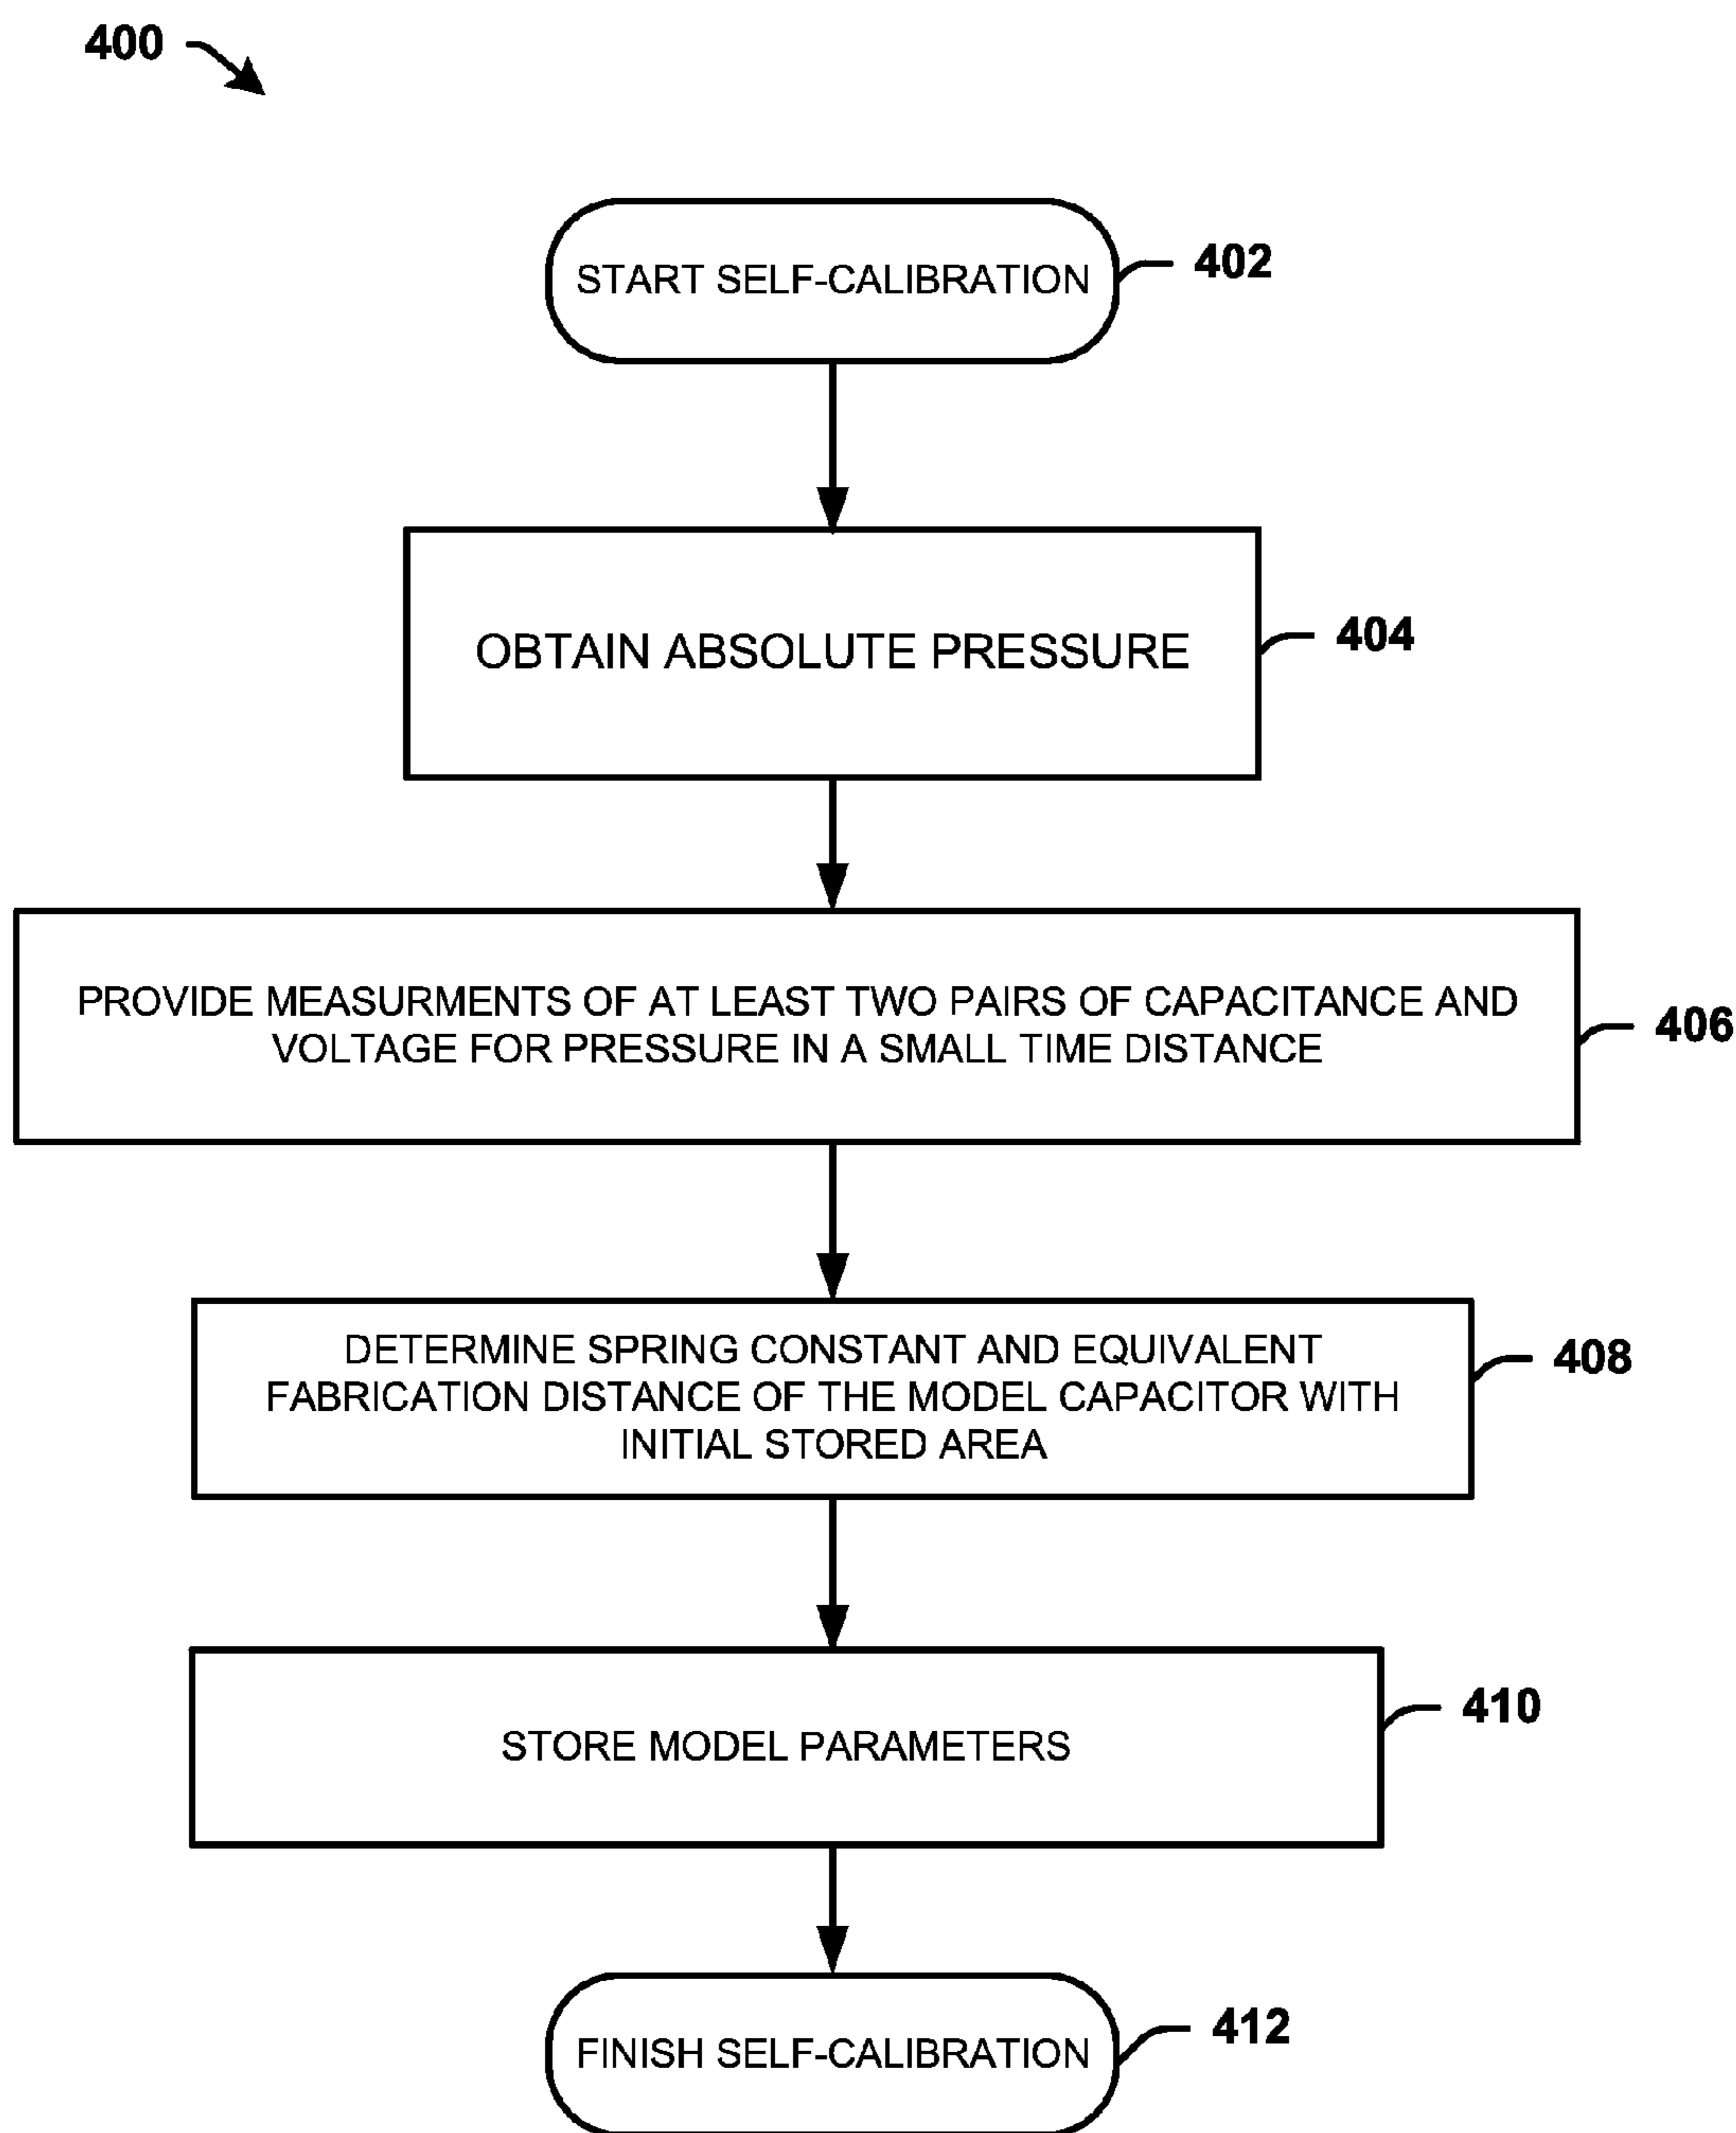 400
START SELF-CALIBRATION
402
OBTAIN ABSOLUTE PRESSURE
404
PROVIDE MEASURMENTS OF AT LEAST TWO PAIRS OF CAPACITANCE AND
VOLTAGE FOR PRESSURE IN A SMALL TIME DISTANCE
406
DETERMINE SPRING CONSTANT AND EQUIVALENT
FABRICATION DISTANCE OF THE MODEL CAPACITOR WITH
INITIAL STORED AREA
408
STORE MODEL PARAMETERS
410
FINISH SELF-CALIBRATION
412